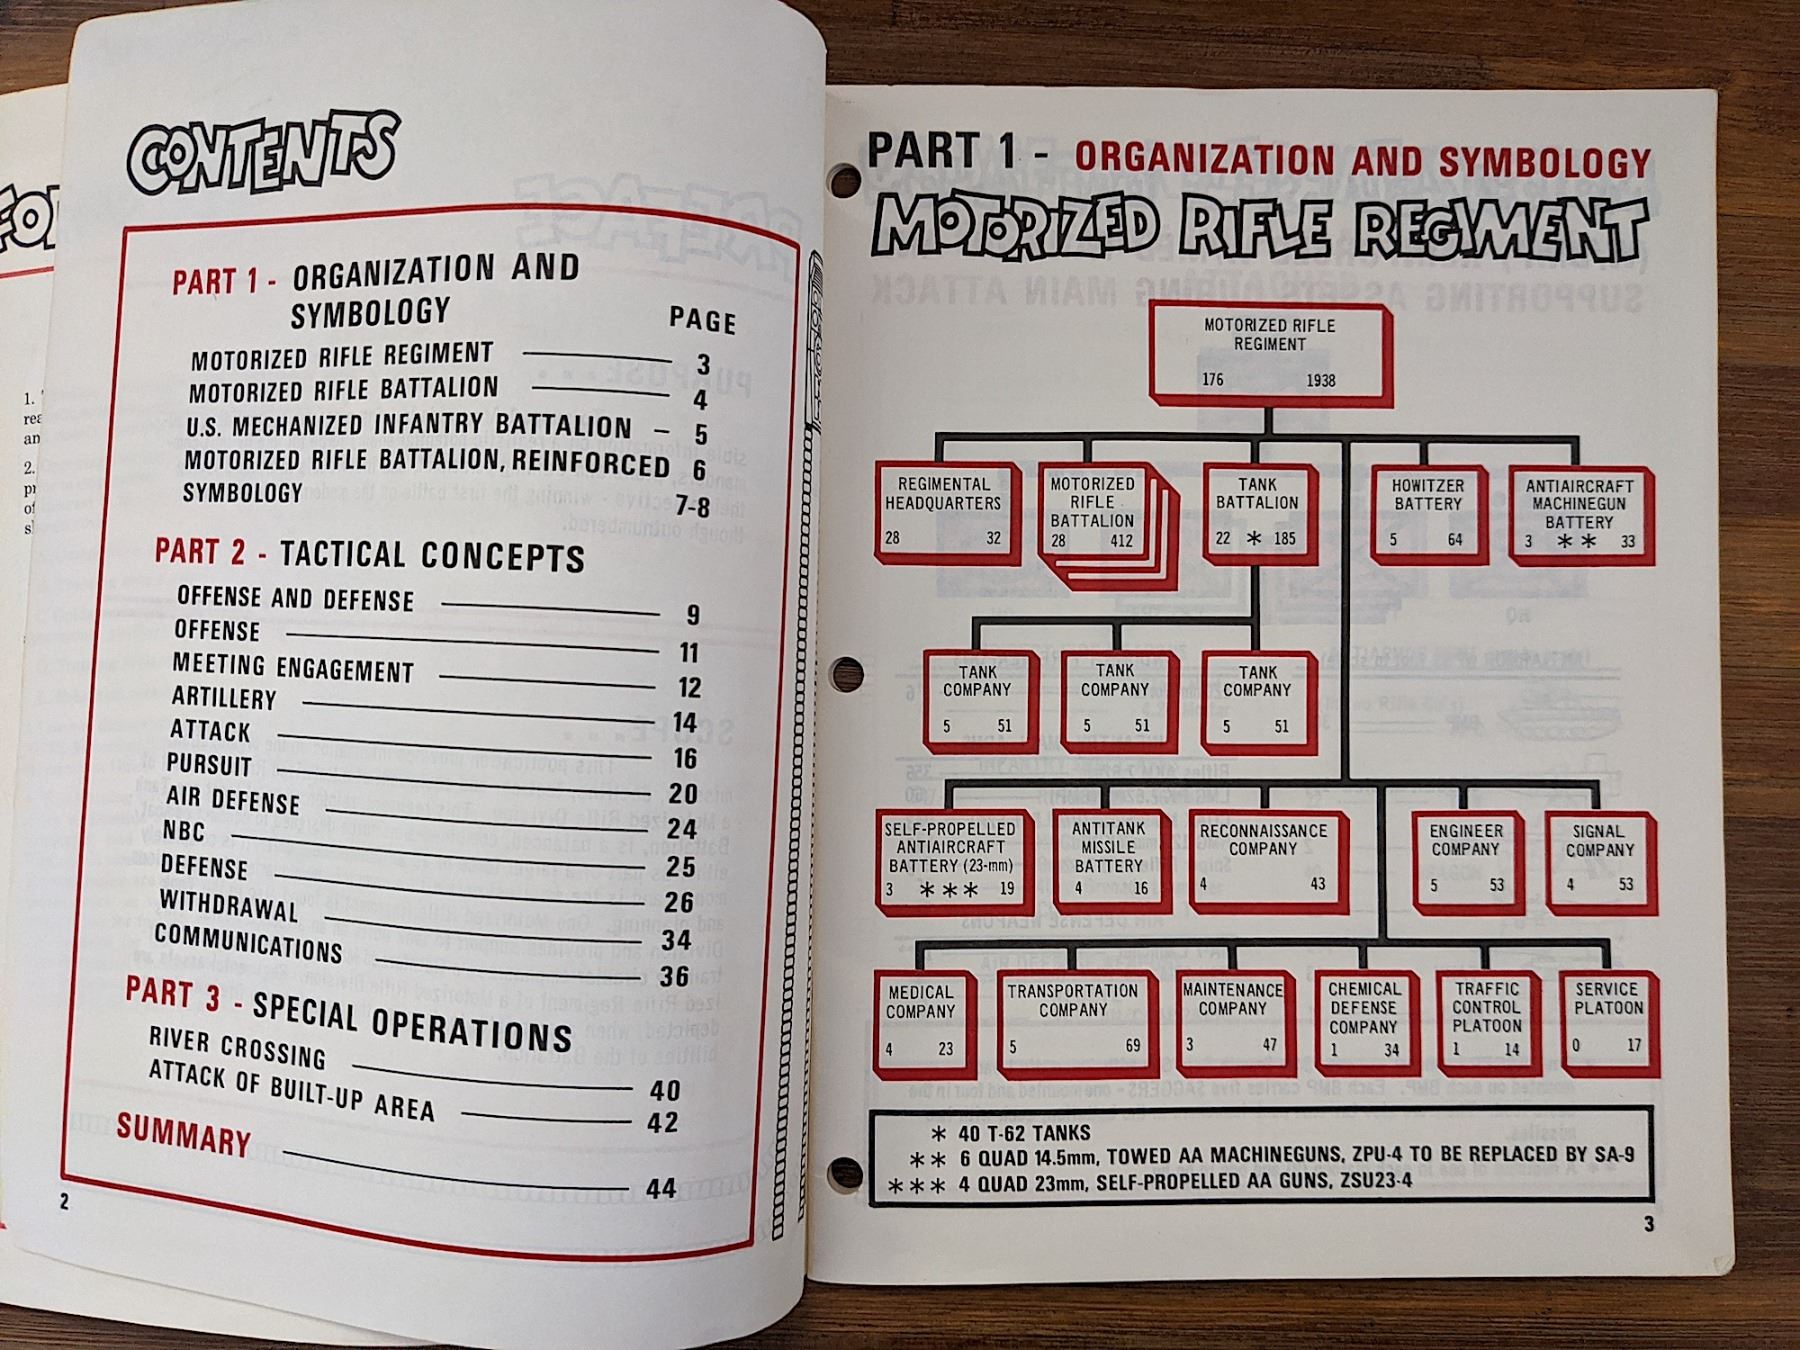 CONTENTS
PART 1 - ORGANIZATION AND
SYMBOLOGY
PAGE
MOTORIZED RIFLE REGIMENT 3
MOTORIZED RIFLE BATTALION 4
U.S. MECHANIZED INFANTRY BATTALION 5
MOTORIZED RIFLE BATTALION, REINFORCED 6
SYMBOLOGY 7-8
PART 2 - TACTICAL CONCEPTS
OFFENSE AND DEFENSE 9
OFFENSE 11
MEETING ENGAGEMENT 12
ARTILLERY 14
ATTACK 16
PURSUIT 20
AIR DEFENSE 24
NBC 25
DEFENSE 26
WITHDRAWAL 34
COMMUNICATIONS 36
PART 3 - SPECIAL OPERATIONS
RIVER CROSSING 40
ATTACK OF BUILT-UP AREA 42
SUMMARY 44
2
PART 1 - ORGANIZATION AND SYMBOLOGY
MOTORIZED RIFLE REGIMENT
MOTORIZED RIFLE
REGIMENT
176 1938
REGIMENTAL
HEADQUARTERS
28 32
MOTORIZED
RIFLE
BATTALION
28 412
TANK
BATTALION
22 * 185
HOWITZER
BATTERY
5 64
ANTIAIRCRAFT
MACHINEGUN
BATTERY
3 ** 33
TANK
COMPANY
5 51
TANK
COMPANY
5 51
TANK
COMPANY
5 51
SELF-PROPELLED
ANTIAIRCRAFT
BATTERY (23-mm)
3 *** 19
ANTITANK
MISSILE
BATTERY
4 16
RECONNAISSANCE
COMPANY
4 43
ENGINEER
COMPANY
5 53
SIGNAL
COMPANY
4 53
MEDICAL
COMPANY
4 23
TRANSPORTATION
COMPANY
5 69
MAINTENANCE
COMPANY
3 47
CHEMICAL
DEFENSE
COMPANY
1 34
TRAFFIC
CONTROL
PLATOON
1 14
SERVICE
PLATOON
0 17
* 40 T-62 TANKS
** 6 QUAD 14.5mm, TOWED AA MACHINEGUNS, ZPU-4 TO BE REPLACED BY SA-9
*** 4 QUAD 23mm, SELF-PROPELLED AA GUNS, ZSU23-4
3